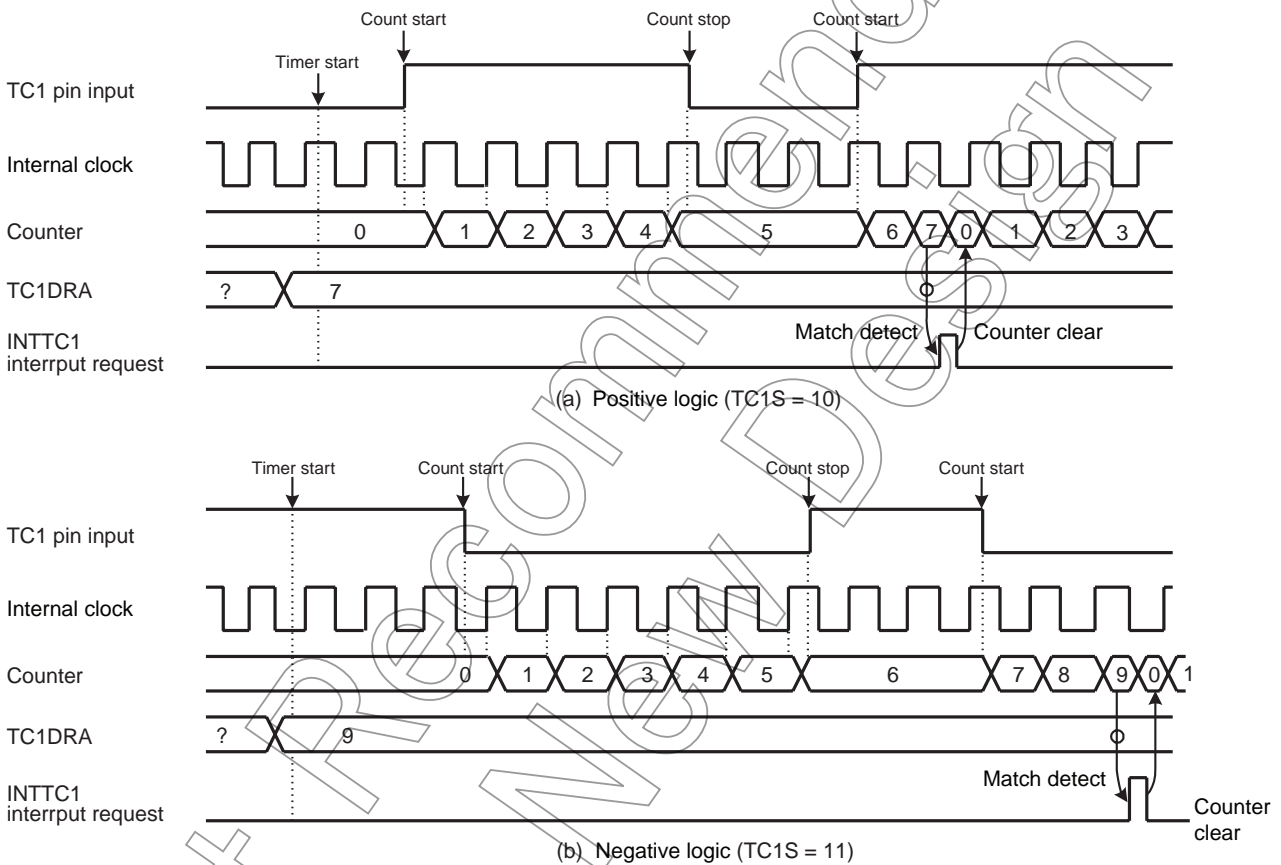 Count start Count stop Count start
Timer start
TC1 pin input
Internal clock
Counter 0 1 2 3 4 5 6 7 0 1 2 3
TC1DRA ? 7
Match detect Counter clear
INTTC1
interrput request
(a) Positive logic (TC1S = 10)
Timer start Count start Count stop Count start
TC1 pin input
Internal clock
Counter 0 1 2 3 4 5 6 7 8 9 0 1
TC1DRA ? 9
Match detect
INTTC1
interrput request
Counter
clear
(b) Negative logic (TC1S = 11)
Recommen
New Design